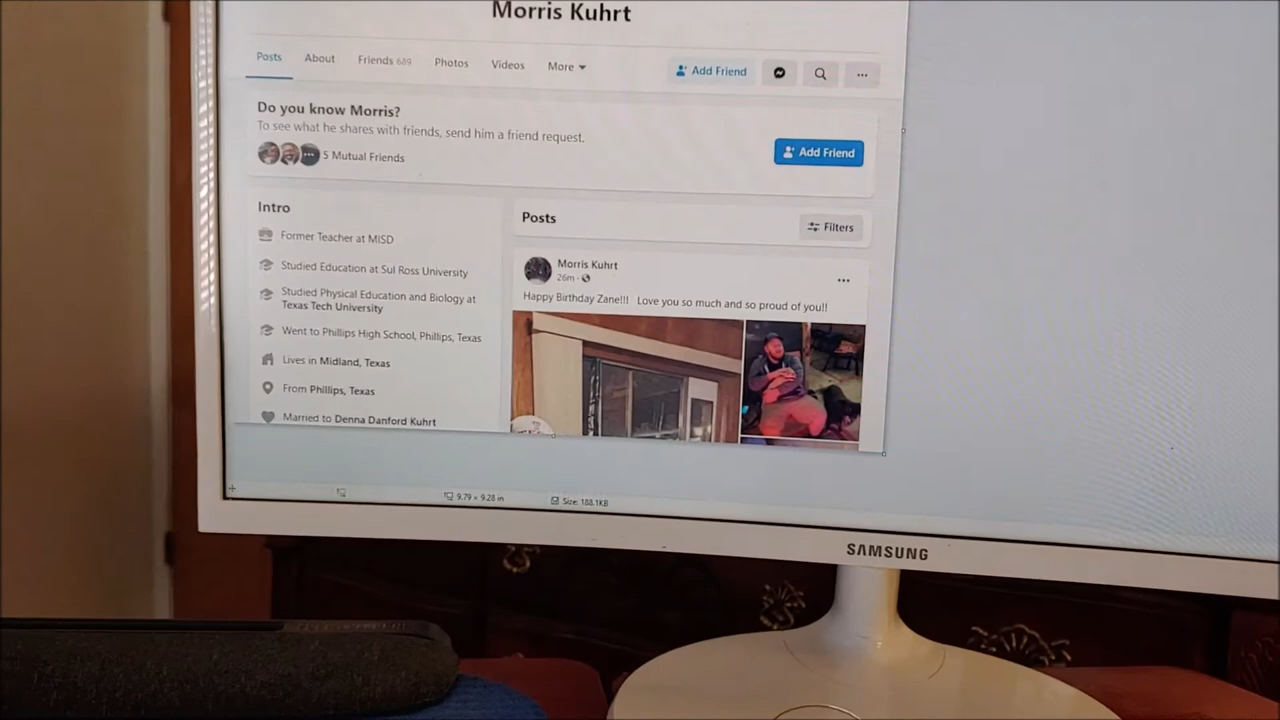 Morris Kuhrt
Posts About Friends 689 Photos Videos More
Add Friend
Do you know Morris?
To see what he shares with friends, send him a friend request.
5 Mutual Friends
Add Friend
Intro
Former Teacher at MISD
Studied Education at Sul Ross University
Studied Physical Education and Biology at
Texas Tech University
Went to Phillips High School, Phillips, Texas
Lives in Midland, Texas
From Phillips, Texas
Married to Denna Danford Kuhrt
Posts
Filters
Morris Kuhrt
26m ·
Happy Birthday Zane!!! Love you so much and so proud of you!!
9.79 × 9.28 in
Size: 188.1KB
SAMSUNG